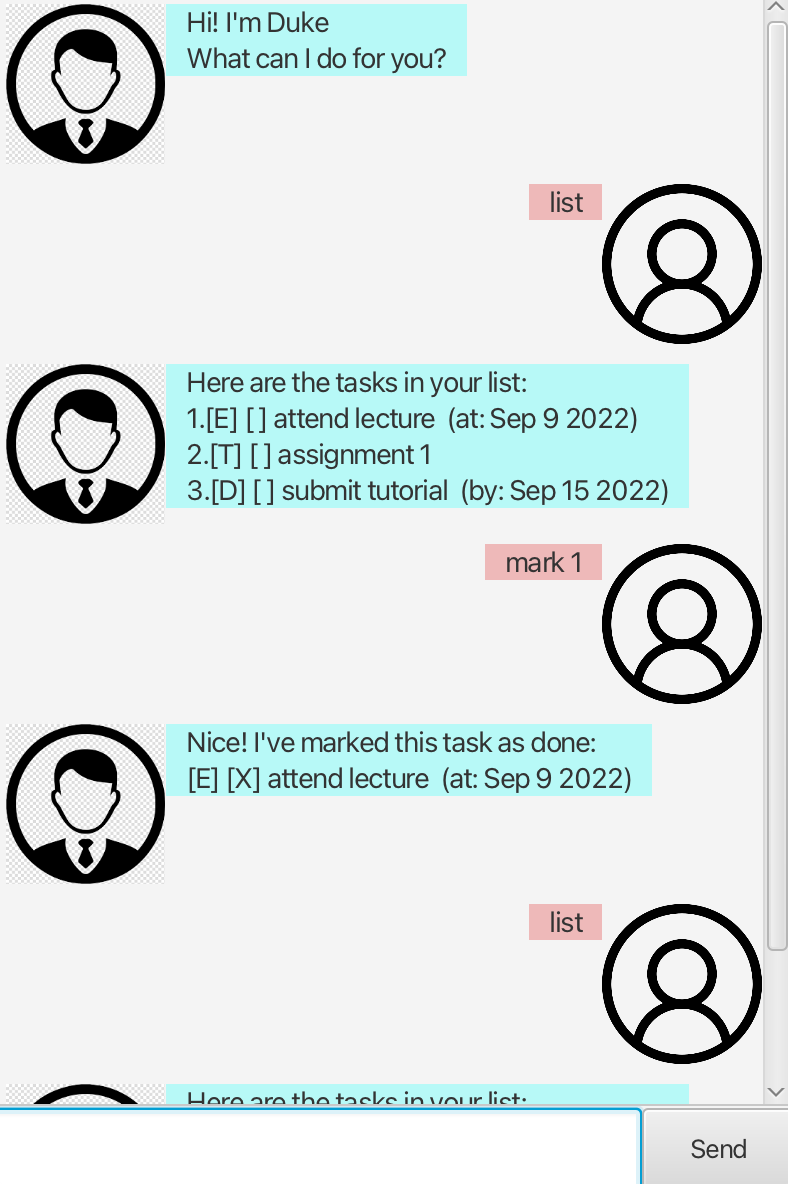 Hi! I'm Duke
What can I do for you?
list
Here are the tasks in your list:
1.[E] [ ] attend lecture  (at: Sep 9 2022)
2.[T] [ ] assignment 1
3.[D] [ ] submit tutorial  (by: Sep 15 2022)
mark 1
Nice! I've marked this task as done:
[E] [X] attend lecture  (at: Sep 9 2022)
list
Here are the tasks in your list:
Send